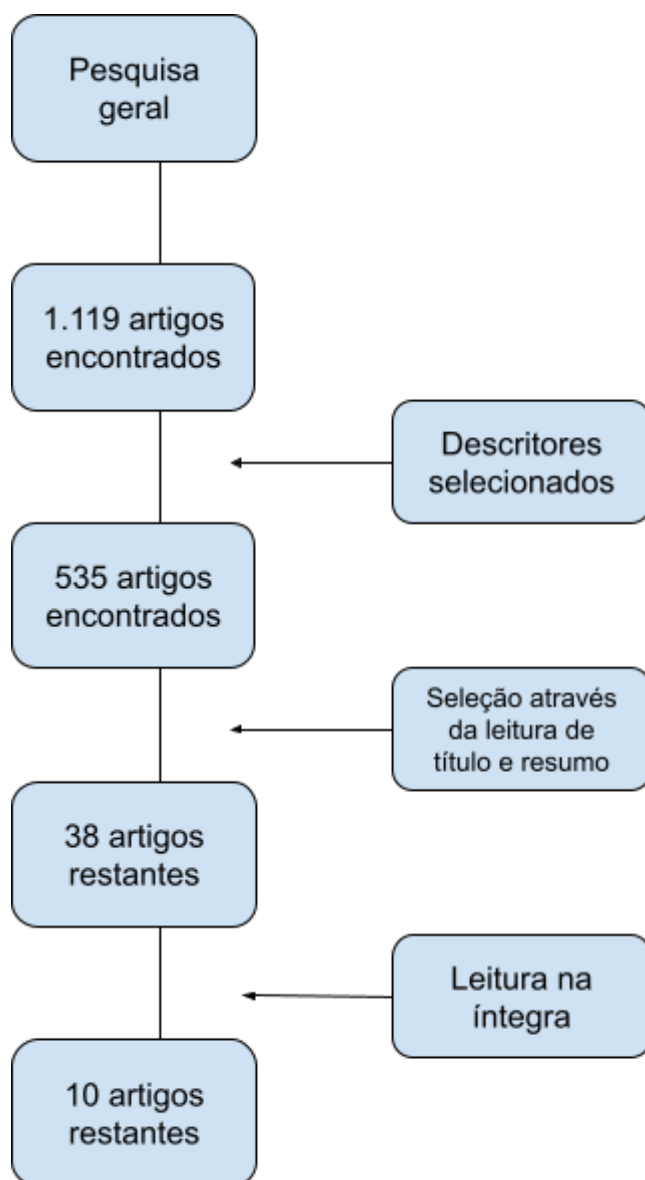 Pesquisa
geral
1.119 artigos
encontrados
Descritores
selecionados
535 artigos
encontrados
Seleção através
da leitura de
título e resumo
38 artigos
restantes
Leitura na
íntegra
10 artigos
restantes